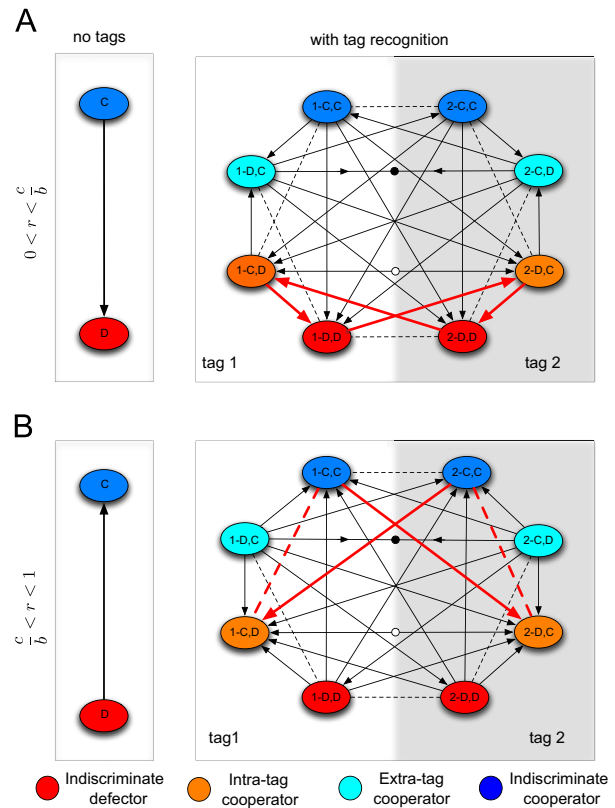 A
no tags
with tag recognition
0 < r < c/b
C
D
1-C,C
2-C,C
1-D,C
2-C,D
1-C,D
2-D,C
1-D,D
2-D,D
tag 1
tag 2
B
c/b < r < 1
C
D
1-C,C
2-C,C
1-D,C
2-C,D
1-C,D
2-D,C
1-D,D
2-D,D
tag1
tag 2
Indiscriminate
defector
Intra-tag
cooperator
Extra-tag
cooperator
Indiscriminate
cooperator